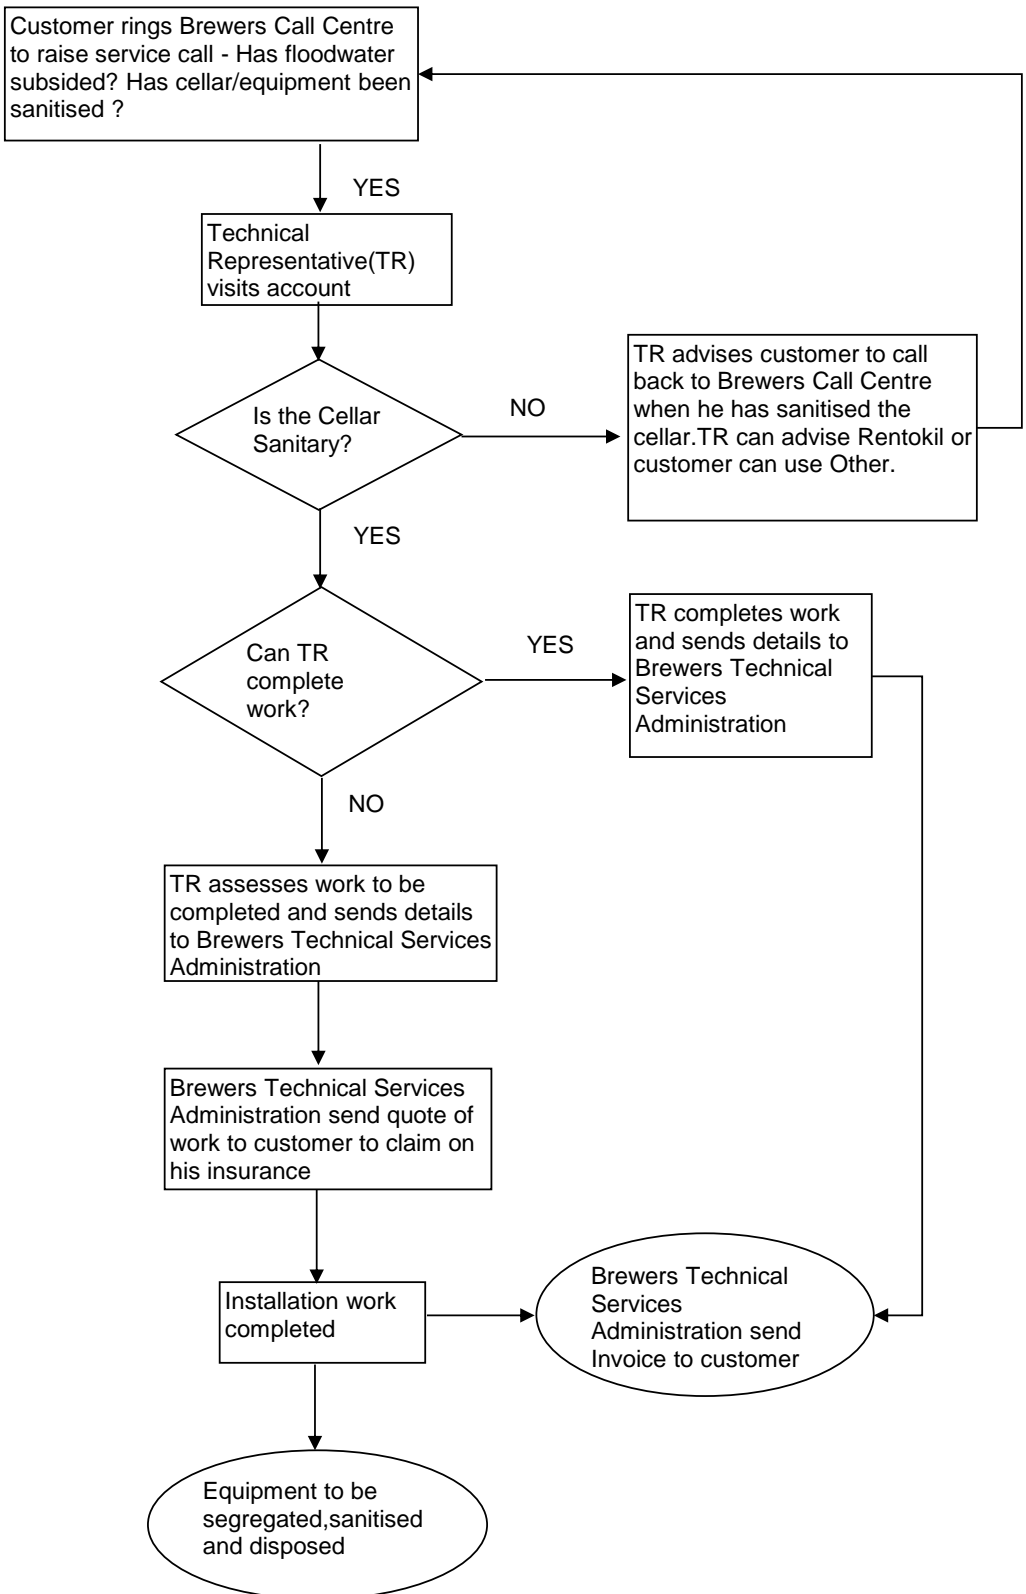 Customer rings Brewers Call Centre
to raise service call - Has floodwater
subsided? Has cellar/equipment been
sanitised ?
YES
Technical
Representative(TR)
visits account
Is the Cellar
Sanitary?
NO
TR advises customer to call
back to Brewers Call Centre
when he has sanitised the
cellar.TR can advise Rentokil or
customer can use Other.
YES
Can TR
complete
work?
YES
TR completes work
and sends details to
Brewers Technical
Services
Administration
NO
TR assesses work to be
completed and sends details
to Brewers Technical Services
Administration
Brewers Technical Services
Administration send quote of
work to customer to claim on
his insurance
Installation work
completed
Brewers Technical
Services
Administration send
Invoice to customer
Equipment to be
segregated,sanitised
and disposed